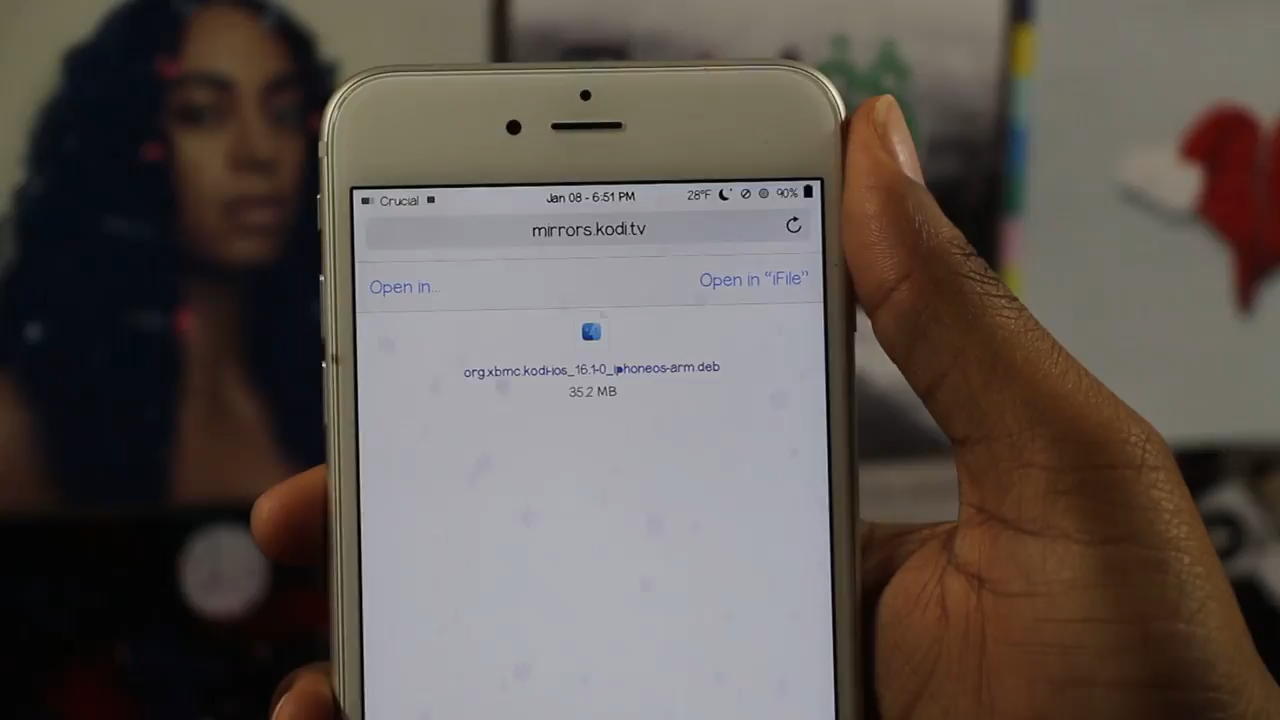 Crucial
Jan 08 - 6:51 PM
28°F
90%
mirrors.kodi.tv
Open in...
Open in “iFile”
org.xbmc.kodi-ios_16.1-0_iphoneos-arm.deb
35.2 MB